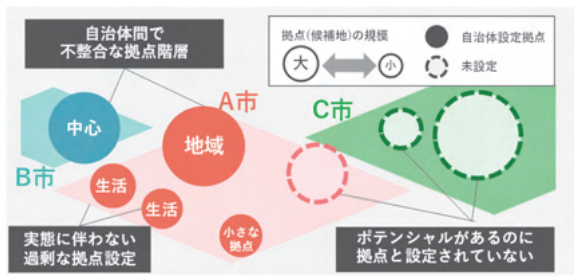 自治体間で
不整合な拠点階層
拠点(候補地)の規模
大
小
自治体設定拠点
未設定
A市
C市
中心
地域
B市
生活
生活
小さな
拠点
実態に伴わない
過剰な拠点設定
ポテンシャルがあるのに
拠点と設定されていない